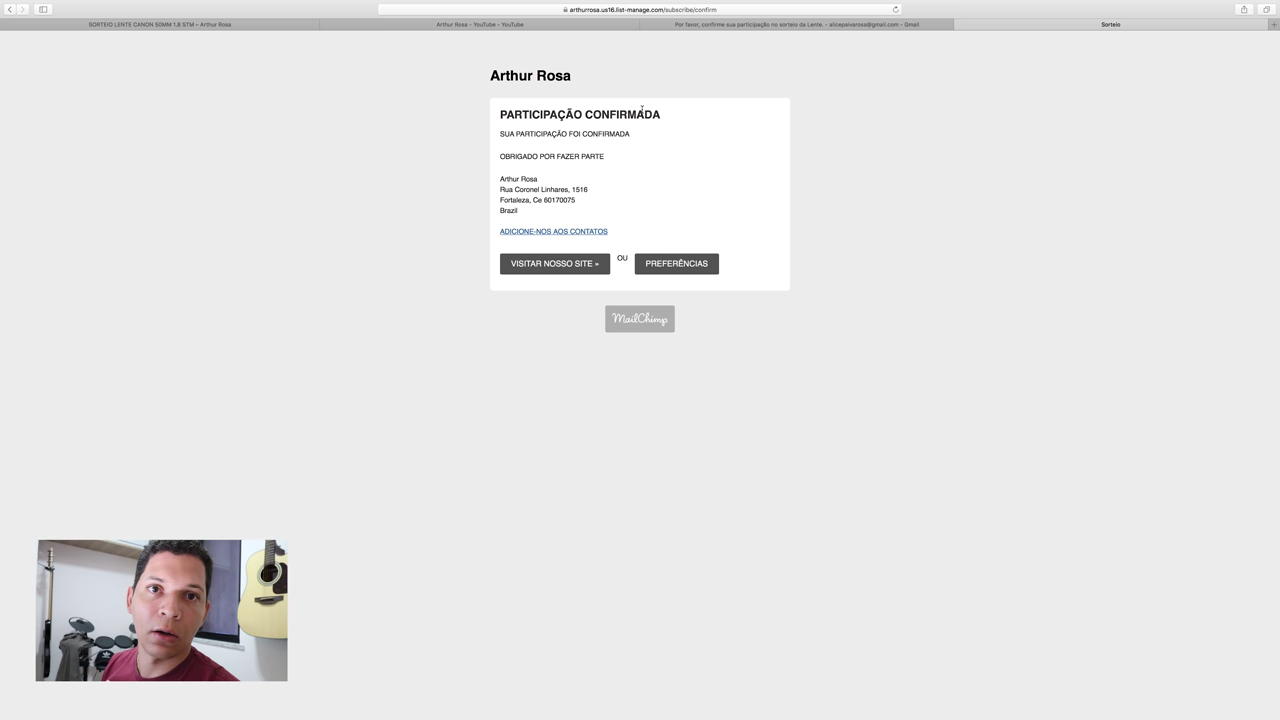 arthurrosa.us16.list-manage.com/subscribe/confirm
SORTEIO LENTE CANON 50MM 1.8 STM – Arthur Rosa
Arthur Rosa - YouTube - YouTube
Por favor, confirme sua participação no sorteio da Lente. - alicepaivarosa@gmail.com - Gmail
Sorteio
Arthur Rosa
PARTICIPAÇÃO CONFIRMADA
SUA PARTICIPAÇÃO FOI CONFIRMADA
OBRIGADO POR FAZER PARTE
Arthur Rosa
Rua Coronel Linhares, 1516
Fortaleza, Ce 60170075
Brazil
ADICIONE-NOS AOS CONTATOS
VISITAR NOSSO SITE »
OU
PREFERÊNCIAS
MailChimp